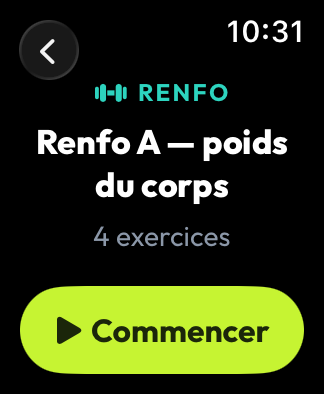 10:31
RENFO
Renfo A — poids
du corps
4 exercices
Commencer